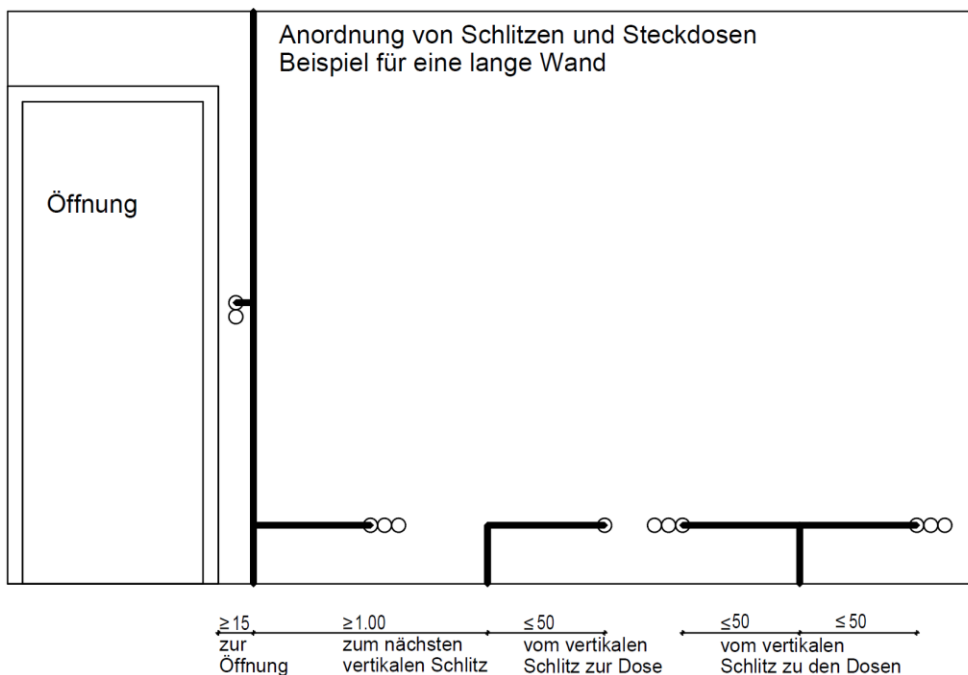 Anordnung von Schlitzen und Steckdosen
Beispiel für eine lange Wand
Öffnung
≥15
zur
Öffnung
≥1.00
zum nächsten
vertikalen Schlitz
≤50
vom vertikalen
Schlitz zur Dose
≤50 ≤50
vom vertikalen
Schlitz zu den Dosen